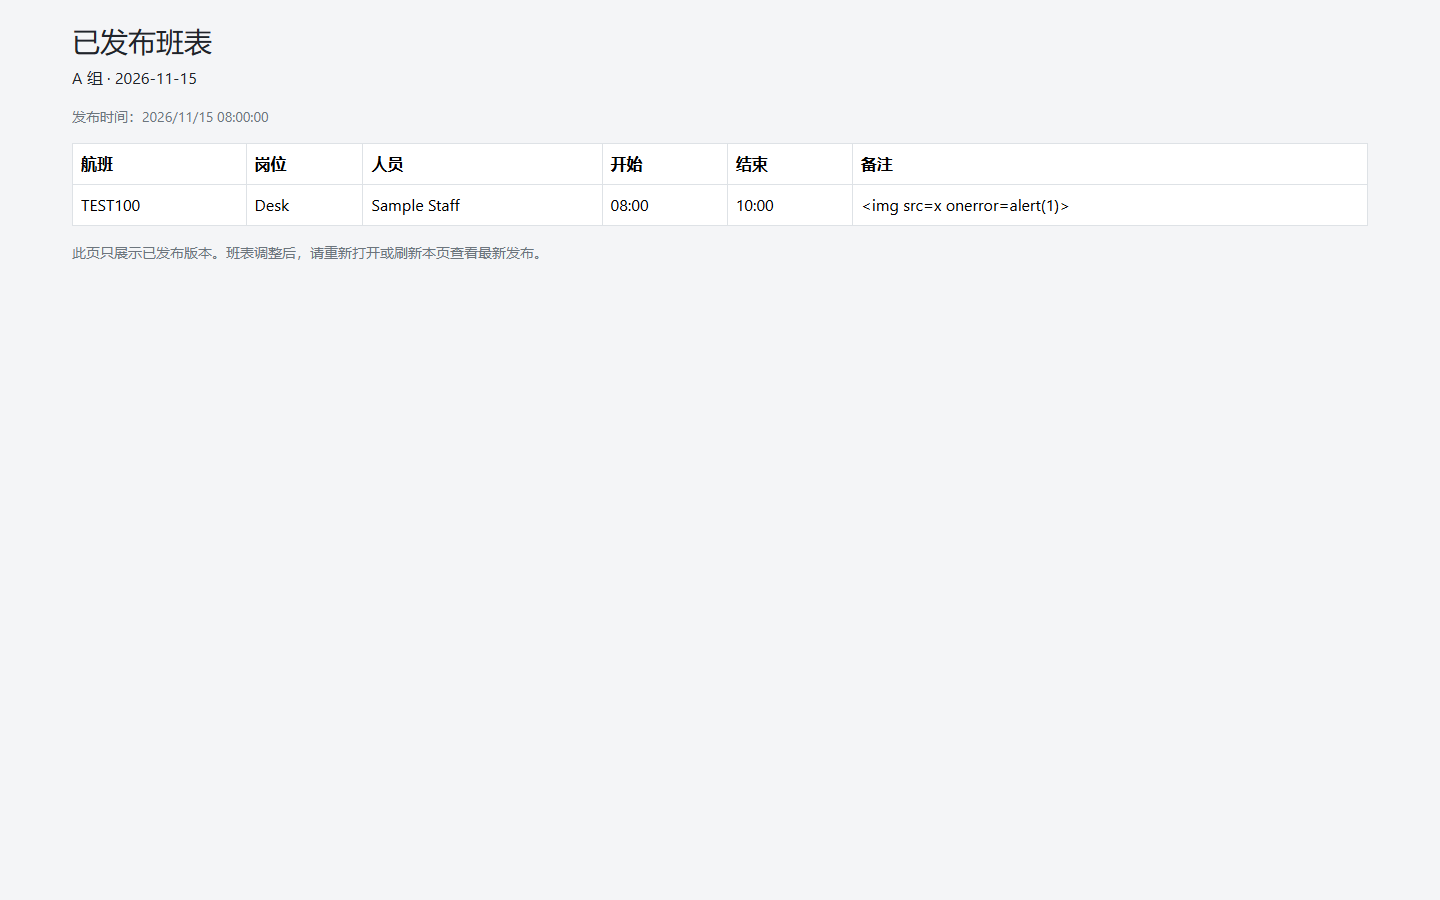 已发布班表
A 组 · 2026-11-15
发布时间：2026/11/15 08:00:00
航班 岗位 人员 开始 结束 备注
TEST100 Desk Sample Staff 08:00 10:00 <img src=x onerror=alert(1)>
此页只展示已发布版本。班表调整后，请重新打开或刷新本页查看最新发布。